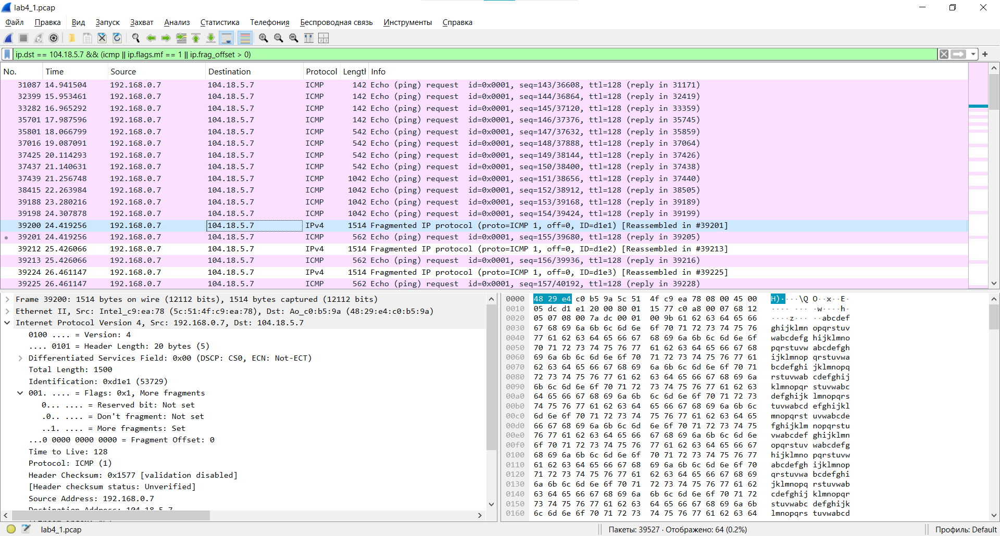 lab4_1.pcap
Файл Правка Вид Запуск Захват Анализ Статистика Телефония Беспроводная связь Инструменты Справка
ip.dst == 104.18.5.7 && (icmp || ip.flags.mf == 1 || ip.frag_offset > 0)
No. Time Source Destination Protocol Length Info
31087 14.941504 192.168.0.7 104.18.5.7 ICMP 142 Echo (ping) request id=0x0001, seq=143/36608, ttl=128 (reply in 31171)
32399 15.953461 192.168.0.7 104.18.5.7 ICMP 142 Echo (ping) request id=0x0001, seq=144/36864, ttl=128 (reply in 32419)
33282 16.965292 192.168.0.7 104.18.5.7 ICMP 142 Echo (ping) request id=0x0001, seq=145/37120, ttl=128 (reply in 33359)
35701 17.987596 192.168.0.7 104.18.5.7 ICMP 142 Echo (ping) request id=0x0001, seq=146/37376, ttl=128 (reply in 35745)
35801 18.066799 192.168.0.7 104.18.5.7 ICMP 542 Echo (ping) request id=0x0001, seq=147/37632, ttl=128 (reply in 35859)
37016 19.087091 192.168.0.7 104.18.5.7 ICMP 542 Echo (ping) request id=0x0001, seq=148/37888, ttl=128 (reply in 37064)
37425 20.114293 192.168.0.7 104.18.5.7 ICMP 542 Echo (ping) request id=0x0001, seq=149/38144, ttl=128 (reply in 37426)
37437 21.140631 192.168.0.7 104.18.5.7 ICMP 542 Echo (ping) request id=0x0001, seq=150/38400, ttl=128 (reply in 37438)
37439 21.256748 192.168.0.7 104.18.5.7 ICMP 1042 Echo (ping) request id=0x0001, seq=151/38656, ttl=128 (reply in 37440)
38415 22.263984 192.168.0.7 104.18.5.7 ICMP 1042 Echo (ping) request id=0x0001, seq=152/38912, ttl=128 (reply in 38505)
39188 23.280216 192.168.0.7 104.18.5.7 ICMP 1042 Echo (ping) request id=0x0001, seq=153/39168, ttl=128 (reply in 39189)
39198 24.307878 192.168.0.7 104.18.5.7 ICMP 1042 Echo (ping) request id=0x0001, seq=154/39424, ttl=128 (reply in 39199)
39200 24.419256 192.168.0.7 104.18.5.7 IPv4 1514 Fragmented IP protocol (proto=ICMP 1, off=0, ID=d1e1) [Reassembled in #39201]
39201 24.419256 192.168.0.7 104.18.5.7 ICMP 562 Echo (ping) request id=0x0001, seq=155/39680, ttl=128 (reply in 39205)
39212 25.426066 192.168.0.7 104.18.5.7 IPv4 1514 Fragmented IP protocol (proto=ICMP 1, off=0, ID=d1e2) [Reassembled in #39213]
39213 25.426066 192.168.0.7 104.18.5.7 ICMP 562 Echo (ping) request id=0x0001, seq=156/39936, ttl=128 (reply in 39216)
39224 26.461147 192.168.0.7 104.18.5.7 IPv4 1514 Fragmented IP protocol (proto=ICMP 1, off=0, ID=d1e3) [Reassembled in #39225]
39225 26.461147 192.168.0.7 104.18.5.7 ICMP 562 Echo (ping) request id=0x0001, seq=157/40192, ttl=128 (reply in 39228)
Frame 39200: 1514 bytes on wire (12112 bits), 1514 bytes captured (12112 bits)
Ethernet II, Src: Intel_c9:ea:78 (5c:51:4f:c9:ea:78), Dst: Ao_c0:b5:9a (48:29:e4:c0:b5:9a)
Internet Protocol Version 4, Src: 192.168.0.7, Dst: 104.18.5.7
0100 .... = Version: 4
.... 0101 = Header Length: 20 bytes (5)
Differentiated Services Field: 0x00 (DSCP: CS0, ECN: Not-ECT)
Total Length: 1500
Identification: 0xd1e1 (53729)
001. .... = Flags: 0x1, More fragments
0... .... = Reserved bit: Not set
.0.. .... = Don't fragment: Not set
..1. .... = More fragments: Set
...0 0000 0000 0000 = Fragment Offset: 0
Time to Live: 128
Protocol: ICMP (1)
Header Checksum: 0x1577 [validation disabled]
[Header checksum status: Unverified]
Source Address: 192.168.0.7
Destination Address: 104.18.5.7
0000 48 29 e4 c0 b5 9a 5c 51 4f c9 ea 78 08 00 45 00 H)····\Q O··x··E·
0010 05 dc d1 e1 20 00 80 01 15 77 c0 a8 00 07 68 12 ···· ··· ·w····h·
0020 05 07 08 00 7a dc 00 01 00 9b 61 62 63 64 65 66 ····z··· ··abcdef
0030 67 68 69 6a 6b 6c 6d 6e 6f 70 71 72 73 74 75 76 ghijklmn opqrstuv
0040 77 61 62 63 64 65 66 67 68 69 6a 6b 6c 6d 6e 6f wabcdefg hijklmno
0050 70 71 72 73 74 75 76 77 61 62 63 64 65 66 67 68 pqrstuvw abcdefgh
0060 69 6a 6b 6c 6d 6e 6f 70 71 72 73 74 75 76 77 61 ijklmnop qrstuvwa
0070 62 63 64 65 66 67 68 69 6a 6b 6c 6d 6e 6f 70 71 bcdefghi jklmnopq
0080 72 73 74 75 76 77 61 62 63 64 65 66 67 68 69 6a rstuvwab cdefghij
0090 6b 6c 6d 6e 6f 70 71 72 73 74 75 76 77 61 62 63 klmnopqr stuvwabc
00a0 64 65 66 67 68 69 6a 6b 6c 6d 6e 6f 70 71 72 73 defghijk lmnopqrs
00b0 74 75 76 77 61 62 63 64 65 66 67 68 69 6a 6b 6c tuvwabcd efghijkl
00c0 6d 6e 6f 70 71 72 73 74 75 76 77 61 62 63 64 65 mnopqrst uvwabcde
00d0 66 67 68 69 6a 6b 6c 6d 6e 6f 70 71 72 73 74 75 fghijklm nopqrstu
00e0 76 77 61 62 63 64 65 66 67 68 69 6a 6b 6c 6d 6e vwabcdef ghijklmn
00f0 6f 70 71 72 73 74 75 76 77 61 62 63 64 65 66 67 opqrstuv wabcdefg
0100 68 69 6a 6b 6c 6d 6e 6f 70 71 72 73 74 75 76 77 hijklmno pqrstuvw
0110 61 62 63 64 65 66 67 68 69 6a 6b 6c 6d 6e 6f 70 abcdefgh ijklmnop
0120 71 72 73 74 75 76 77 61 62 63 64 65 66 67 68 69 qrstuvwa bcdefghi
0130 6a 6b 6c 6d 6e 6f 70 71 72 73 74 75 76 77 61 62 jklmnopq rstuvwab
0140 63 64 65 66 67 68 69 6a 6b 6c 6d 6e 6f 70 71 72 cdefghij klmnopqr
0150 73 74 75 76 77 61 62 63 64 65 66 67 68 69 6a 6b stuvwabc defghijk
0160 6c 6d 6e 6f 70 71 72 73 74 75 76 77 61 62 63 64 lmnopqrs tuvwabcd
lab4_1.pcap Пакеты: 39527 · Отображено: 64 (0.2%) Профиль: Default